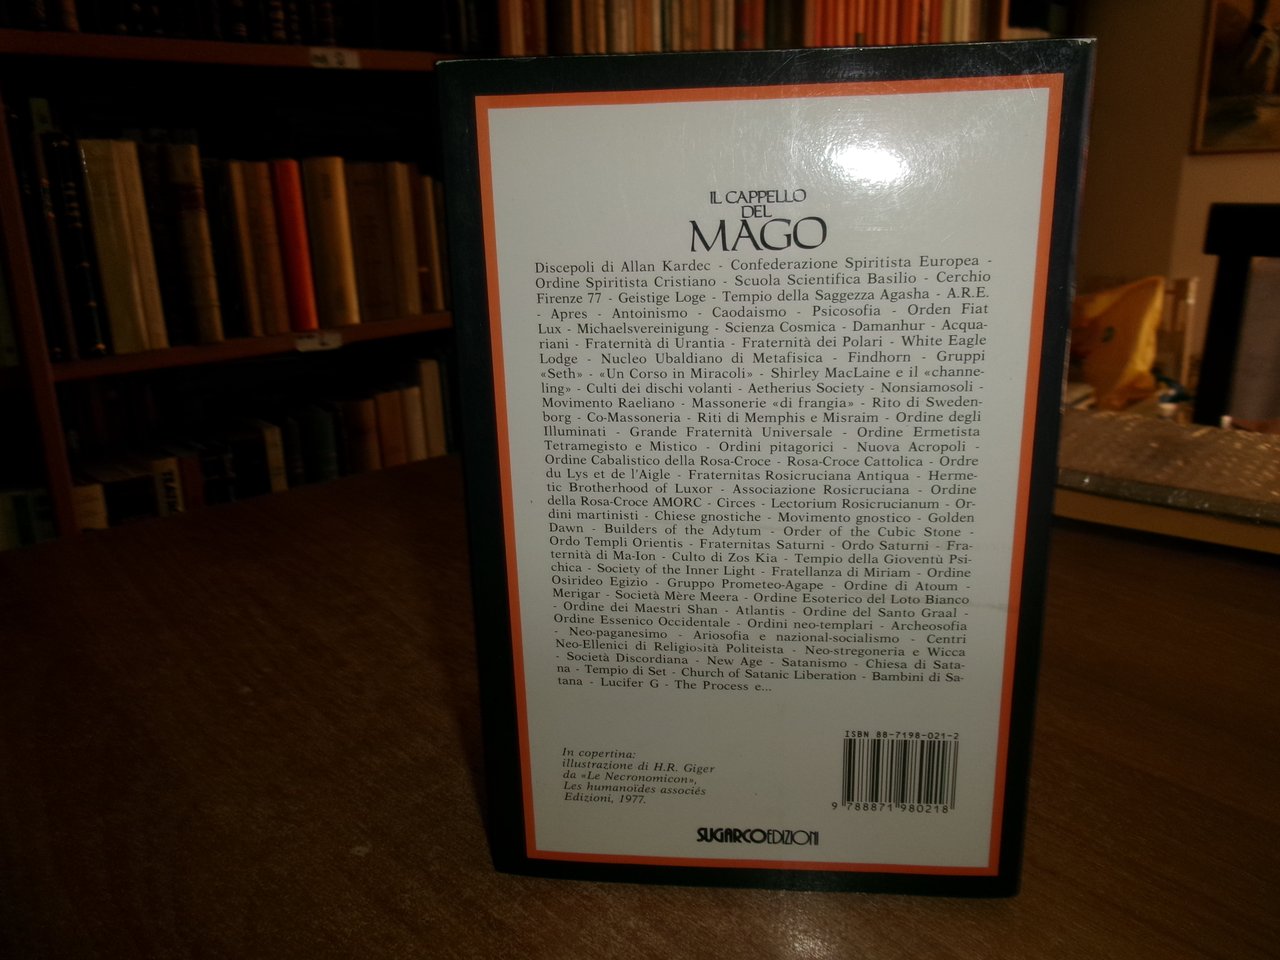 IL CAPPELLO
DEL
MAGO
Discepoli di Allan Kardec - Confederazione Spiritista Europea -
Ordine Spiritista Cristiano - Scuola Scientifica Basilio - Cerchio
Firenze 77 - Geistige Loge - Tempio della Saggezza Agasha - A.R.E.
- Apres - Antoinismo - Caodaismo - Psicosofia - Orden Fiat
Lux - Michaelsvereinigung - Scienza Cosmica - Damanhur - Acqua-
riani - Fraternità di Urantia - Fraternità dei Polari - White Eagle
Lodge - Nucleo Ubaldiano di Metafisica - Findhorn - Gruppi
«Seth» - «Un Corso in Miracoli» - Shirley MacLaine e il «channe-
ling» - Culti dei dischi volanti - Aetherius Society - Nonsiamosoli -
Movimento Raeliano - Massonerie «di frangia» - Rito di Sweden-
borg - Co-Massoneria - Riti di Memphis e Misraim - Ordine degli
Illuminati - Grande Fraternità Universale - Ordine Ermetista
Tetramegisto e Mistico - Ordini pitagorici - Nuova Acropoli -
Ordine Cabalistico della Rosa-Croce - Rosa-Croce Cattolica - Ordre
du Lys et de l'Aigle - Fraternitas Rosicruciana Antiqua - Herme-
tic Brotherhood of Luxor - Associazione Rosicruciana - Ordine
della Rosa-Croce AMORC - Circes - Lectorium Rosicrucianum - Or-
dini martinisti - Chiese gnostiche - Movimento gnostico - Golden
Dawn - Builders of the Adytum - Order of the Cubic Stone -
Ordo Templi Orientis - Fraternitas Saturni - Ordo Saturni - Fra-
ternità di Ma-Ion - Culto di Zos Kia - Tempio della Gioventù Psi-
chica - Society of the Inner Light - Fratellanza di Miriam - Ordine
Osirideo Egizio - Gruppo Prometeo-Agape - Ordine di Atoum -
Merigar - Società Mère Meera - Ordine Esoterico del Loto Bianco
- Ordine dei Maestri Shan - Atlantis - Ordine del Santo Graal -
Ordine Essenico Occidentale - Ordini neo-templari - Archeosofia
- Neo-paganesimo - Ariosofia e nazional-socialismo - Centri
Neo-Ellenici di Religiosità Politeista - Neo-stregoneria e Wicca
- Società Discordiana - New Age - Satanismo - Chiesa di Sata-
na - Tempio di Set - Church of Satanic Liberation - Bambini di Sa-
tana - Lucifer G - The Process e...
In copertina:
illustrazione di H.R. Giger
da «Le Necronomicon»,
Les humanoïdes associés
Edizioni, 1977.
ISBN 88-7198-021-2
9 788871 980218
SUGARCOEDIZIONI